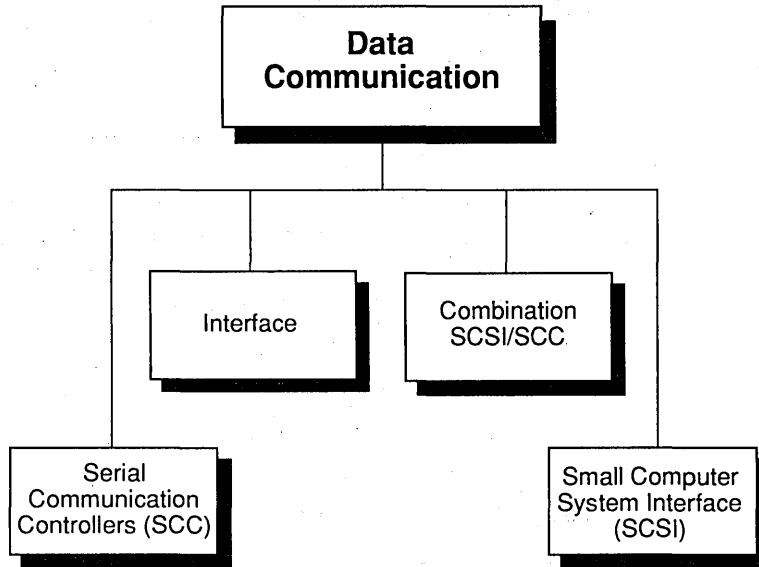 Data
Communication
Interface
Combination
SCSI/SCC
Serial
Communication
Controllers (SCC)
Small Computer
System Interface
(SCSI)